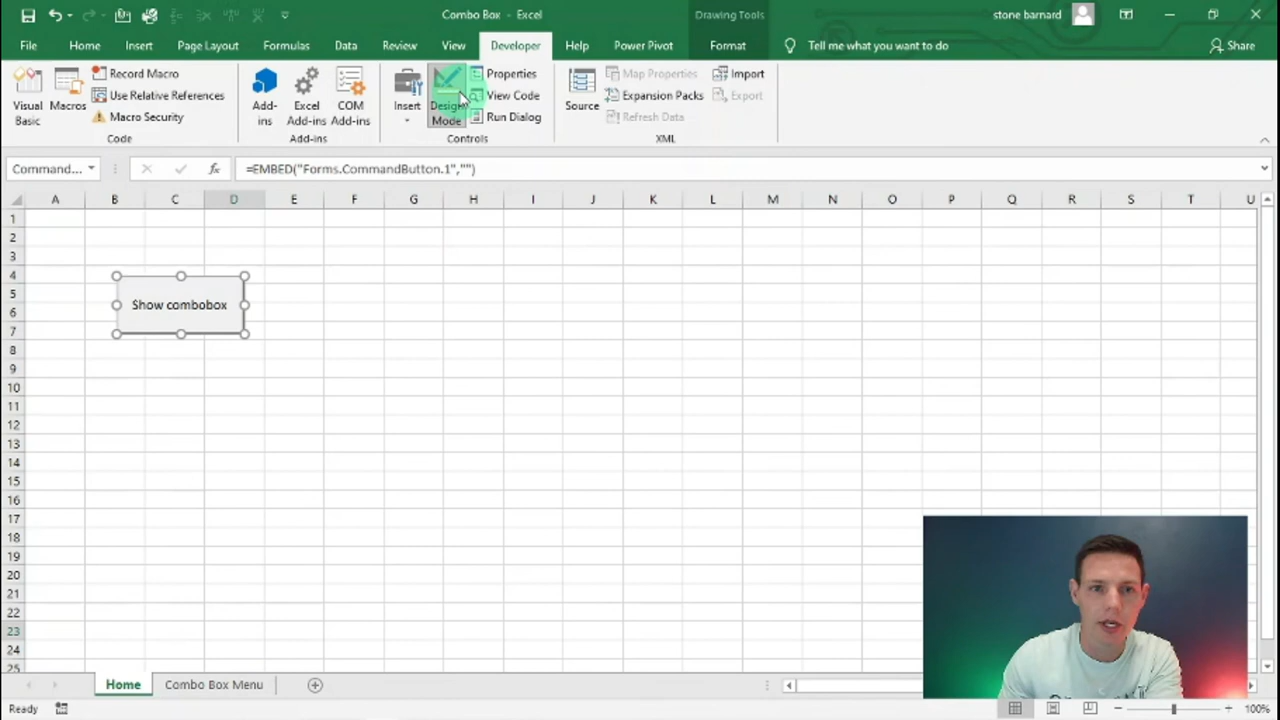 Combo Box - Excel
Drawing Tools
stone barnard
File Home Insert Page Layout Formulas Data Review View Developer Help Power Pivot Format Tell me what you want to do Share
Visual Basic
Macros
Record Macro
Use Relative References
Macro Security
Code
Add-ins
Excel Add-ins
COM Add-ins
Add-ins
Insert
Design Mode
Properties
View Code
Run Dialog
Controls
Source
Map Properties
Expansion Packs
Refresh Data
Import
Export
XML
Command... fx =EMBED("Forms.CommandButton.1","")
A B C D E F G H I J K L M N O P Q R S T U
1
2
3
4
5
6
7
8
9
10
11
12
13
14
15
16
17
18
19
20
21
22
23
24
25
Show combobox
Home Combo Box Menu
Ready
100%